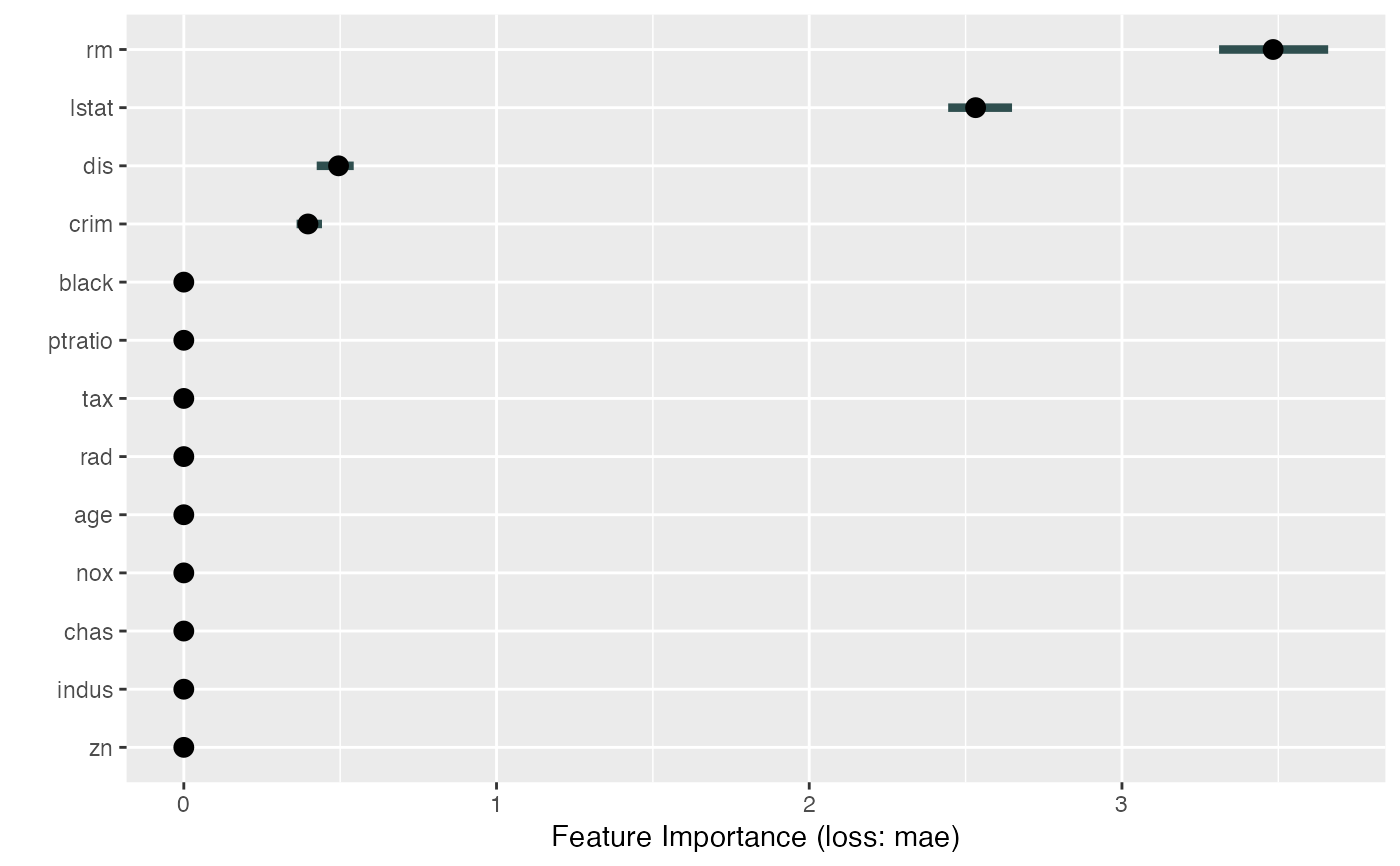 rm
lstat
dis
crim
black
ptratio
tax
rad
age
nox
chas
indus
zn
0 1 2 3
Feature Importance (loss: mae)